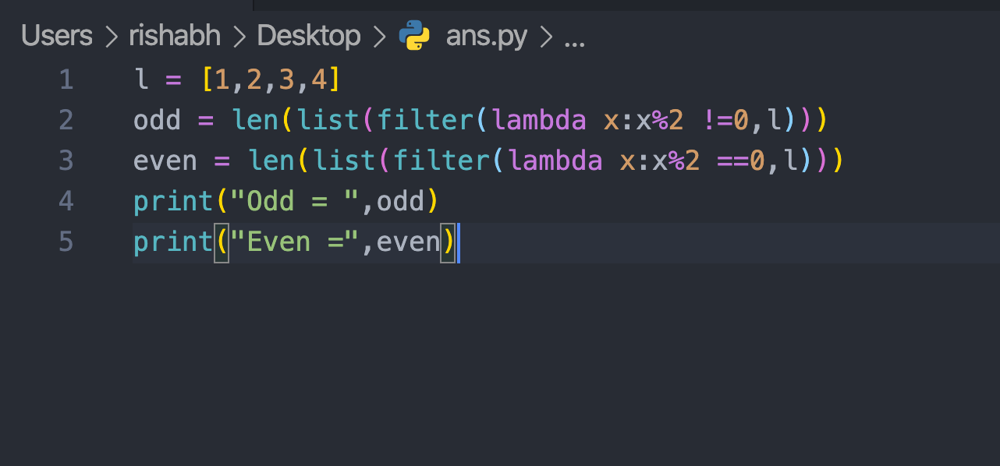 Users > rishabh > Desktop > ans.py > ...
1 l = [1,2,3,4]
2 odd = len(list(filter(lambda x:x%2 !=0,l)))
3 even = len(list(filter(lambda x:x%2 ==0,l)))
4 print("Odd = ",odd)
5 print("Even =",even)